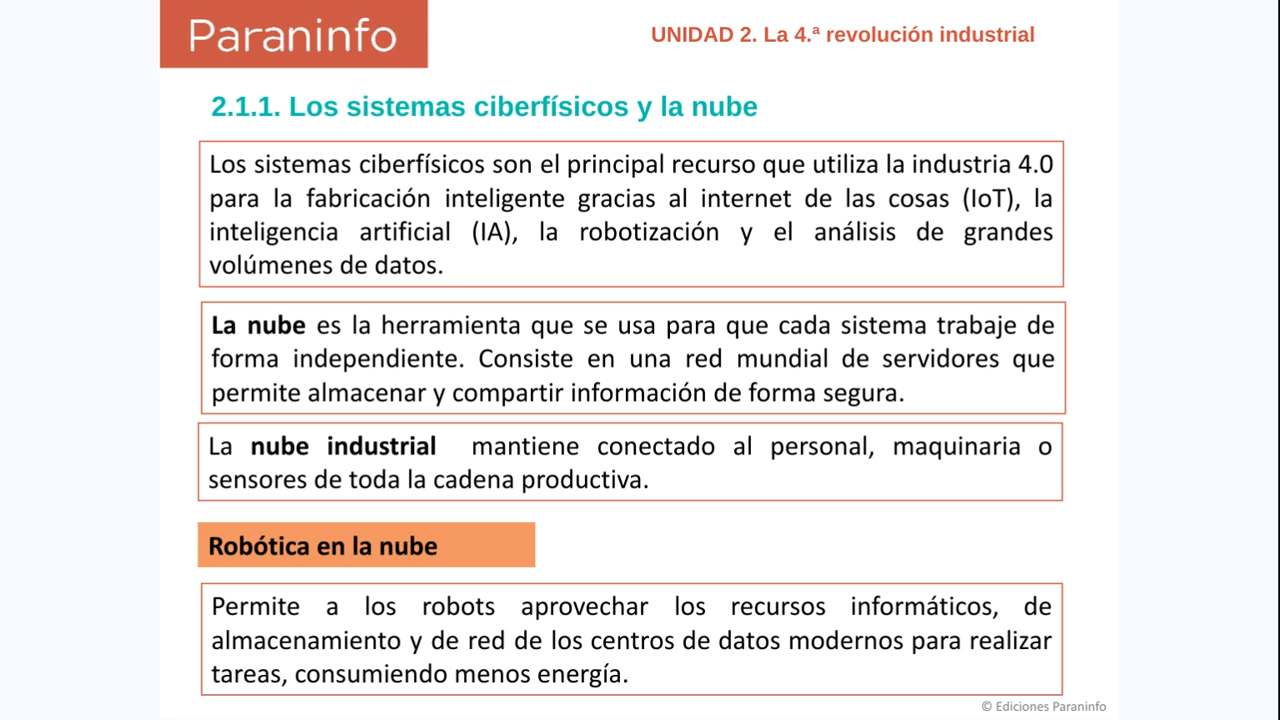 Paraninfo
UNIDAD 2. La 4.ª revolución industrial
2.1.1. Los sistemas ciberfísicos y la nube
Los sistemas ciberfísicos son el principal recurso que utiliza la industria 4.0
para la fabricación inteligente gracias al internet de las cosas (IoT), la
inteligencia artificial (IA), la robotización y el análisis de grandes
volúmenes de datos.
La nube es la herramienta que se usa para que cada sistema trabaje de
forma independiente. Consiste en una red mundial de servidores que
permite almacenar y compartir información de forma segura.
La nube industrial mantiene conectado al personal, maquinaria o
sensores de toda la cadena productiva.
Robótica en la nube
Permite a los robots aprovechar los recursos informáticos, de
almacenamiento y de red de los centros de datos modernos para realizar
tareas, consumiendo menos energía.
© Ediciones Paraninfo